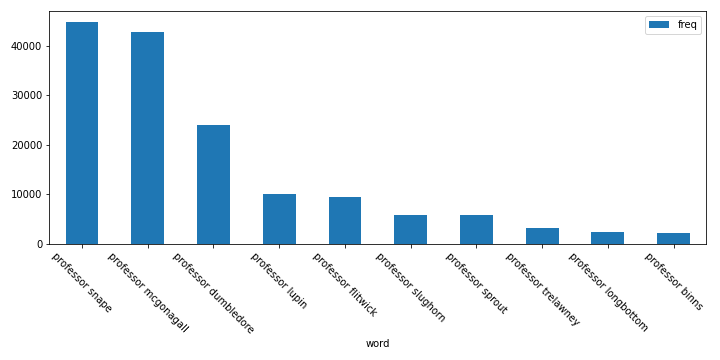 freq
40000
30000
20000
10000
0
professor snape
professor mcgonagall
professor dumbledore
professor lupin
professor flitwick
professor slughorn
professor sprout
professor trelawney
professor longbottom
professor binns
word